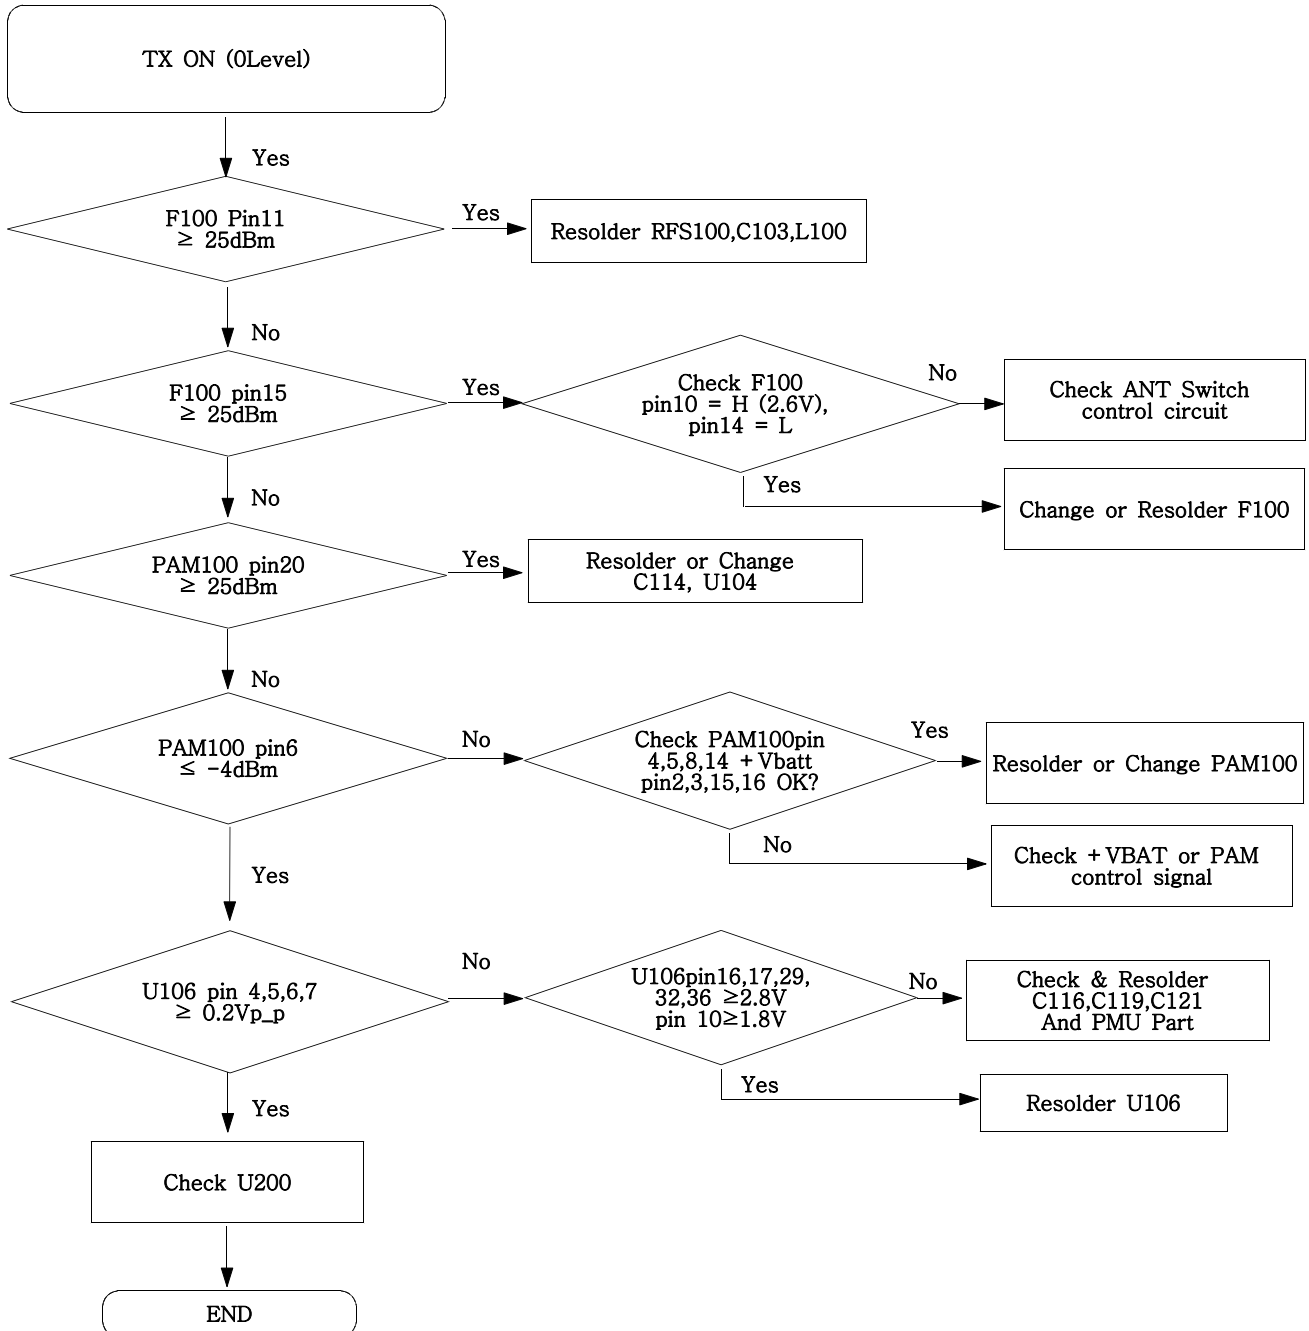 TX ON (0Level)
Yes
F100 Pin11
≥ 25dBm
Yes
Resolder RFS100,C103,L100
No
F100 pin15
≥ 25dBm
Yes
Check F100
pin10 = H (2.6V),
pin14 = L
No
Check ANT Switch
control circuit
Yes
Change or Resolder F100
No
PAM100 pin20
≥ 25dBm
Yes
Resolder or Change
C114, U104
No
PAM100 pin6
≤ -4dBm
No
Check PAM100pin
4,5,8,14 +Vbatt
pin2,3,15,16 OK?
Yes
Resolder or Change PAM100
No
Check +VBAT or PAM
control signal
Yes
U106 pin 4,5,6,7
≥ 0.2Vp_p
No
U106pin16,17,29,
32,36 ≥2.8V
pin 10≥1.8V
No
Check & Resolder
C116,C119,C121
And PMU Part
Yes
Resolder U106
Yes
Check U200
END